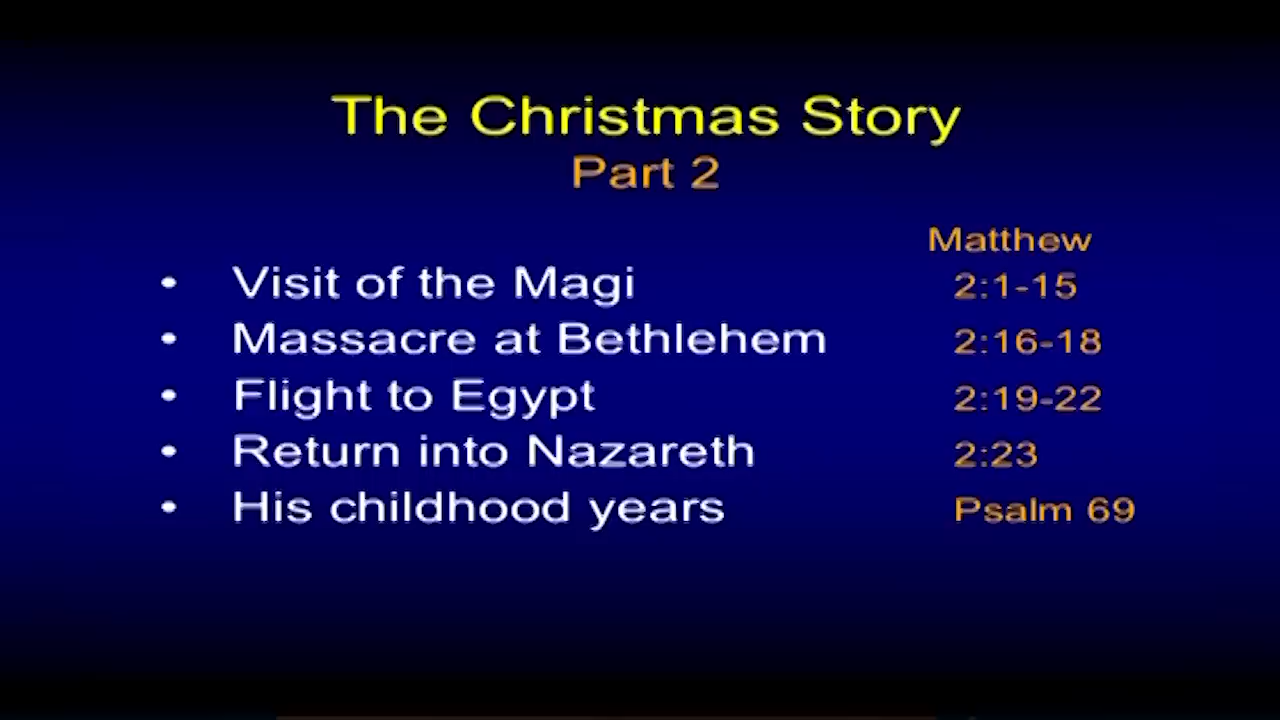 The Christmas Story
Part 2
Matthew
• Visit of the Magi 2:1-15
• Massacre at Bethlehem 2:16-18
• Flight to Egypt 2:19-22
• Return into Nazareth 2:23
• His childhood years Psalm 69